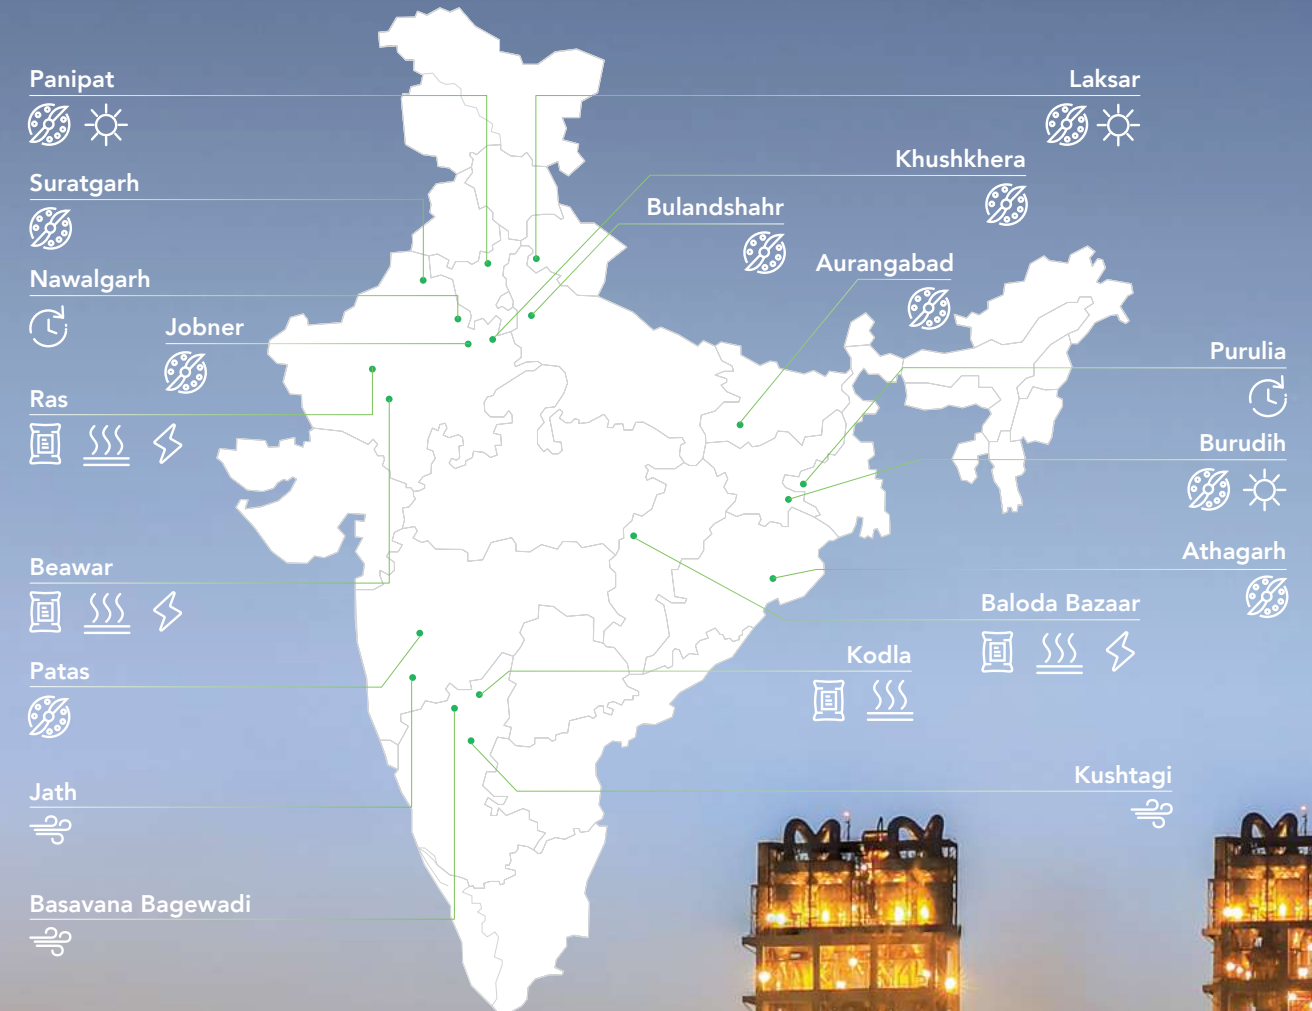 Panipat
Laksar
Khushkhera
Suratgarh
Bulandshahr
Aurangabad
Nawalgarh
Jobner
Purulia
Ras
Burudih
Athagarh
Beawar
Baloda Bazaar
Kodla
Patas
Kushtagi
Jath
Basavana Bagewadi